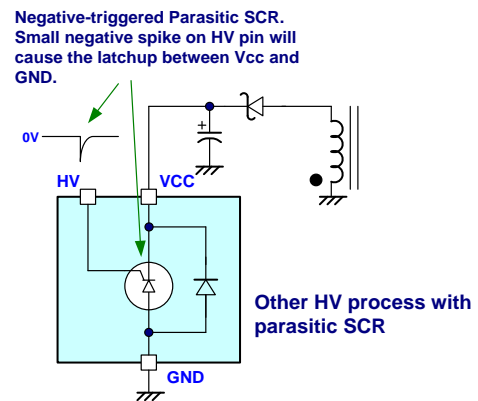 Negative-triggered Parasitic SCR.
Small negative spike on HV pin will
cause the latchup between Vcc and
GND.
0V
+
HV
VCC
Other HV process with
parasitic SCR
GND